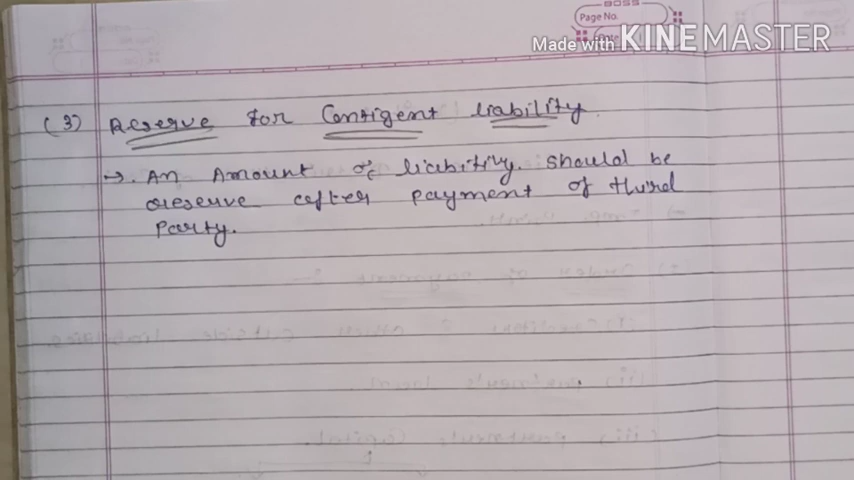 BOSS
Page No.
Made with KINEMASTER
(3) Reserve for Contigent liability
→. An Amount of liability. should be
reserve after payment of third
Party.